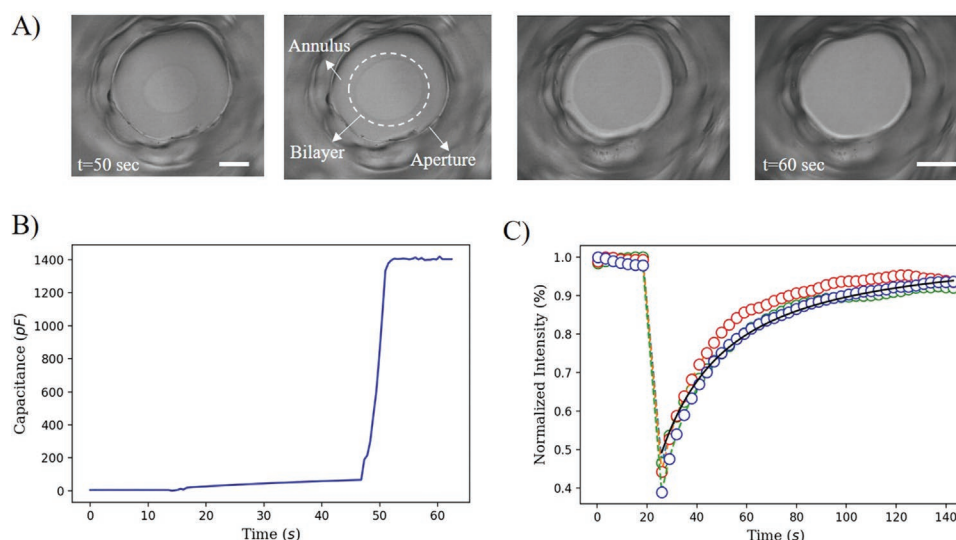 A)
Annulus
Bilayer
Aperture
t=50 sec
t=60 sec
B)
1400
1200
1000
800
600
400
200
0
Capacitance (pF)
0 10 20 30 40 50 60
Time (s)
C)
1.0
0.9
0.8
0.7
0.6
0.5
0.4
Normalized Intensity (%)
0 20 40 60 80 100 120 140
Time (s)